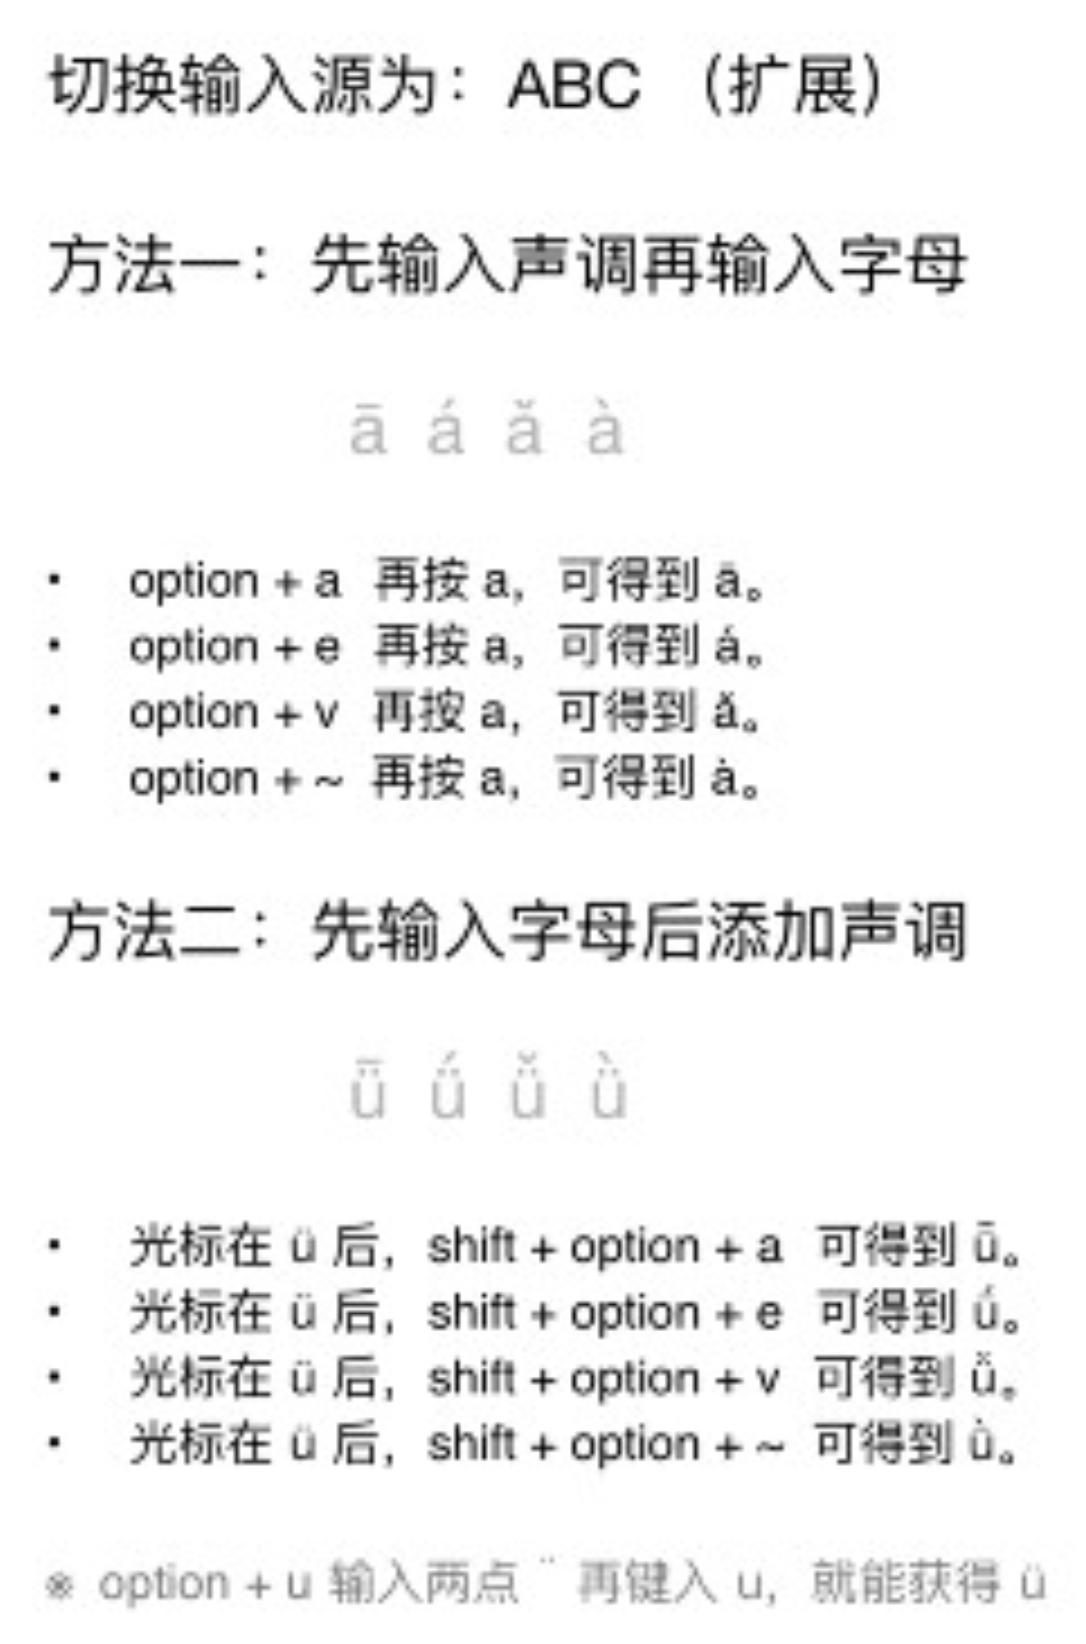 切换输入源为：ABC （扩展）
方法一：先输入声调再输入字母
ā á ǎ à
• option + a 再按 a，可得到 ā。
• option + e 再按 a，可得到 á。
• option + v 再按 a，可得到 ǎ。
• option + ~ 再按 a，可得到 à。
方法二：先输入字母后添加声调
ǖ ǘ ǚ ǜ
• 光标在 ü 后，shift + option + a 可得到 ǖ。
• 光标在 ü 后，shift + option + e 可得到 ǘ。
• 光标在 ü 后，shift + option + v 可得到 ǚ。
• 光标在 ü 后，shift + option + ~ 可得到 ǜ。
※ option + u 输入两点 ¨ 再键入 u，就能获得 ü